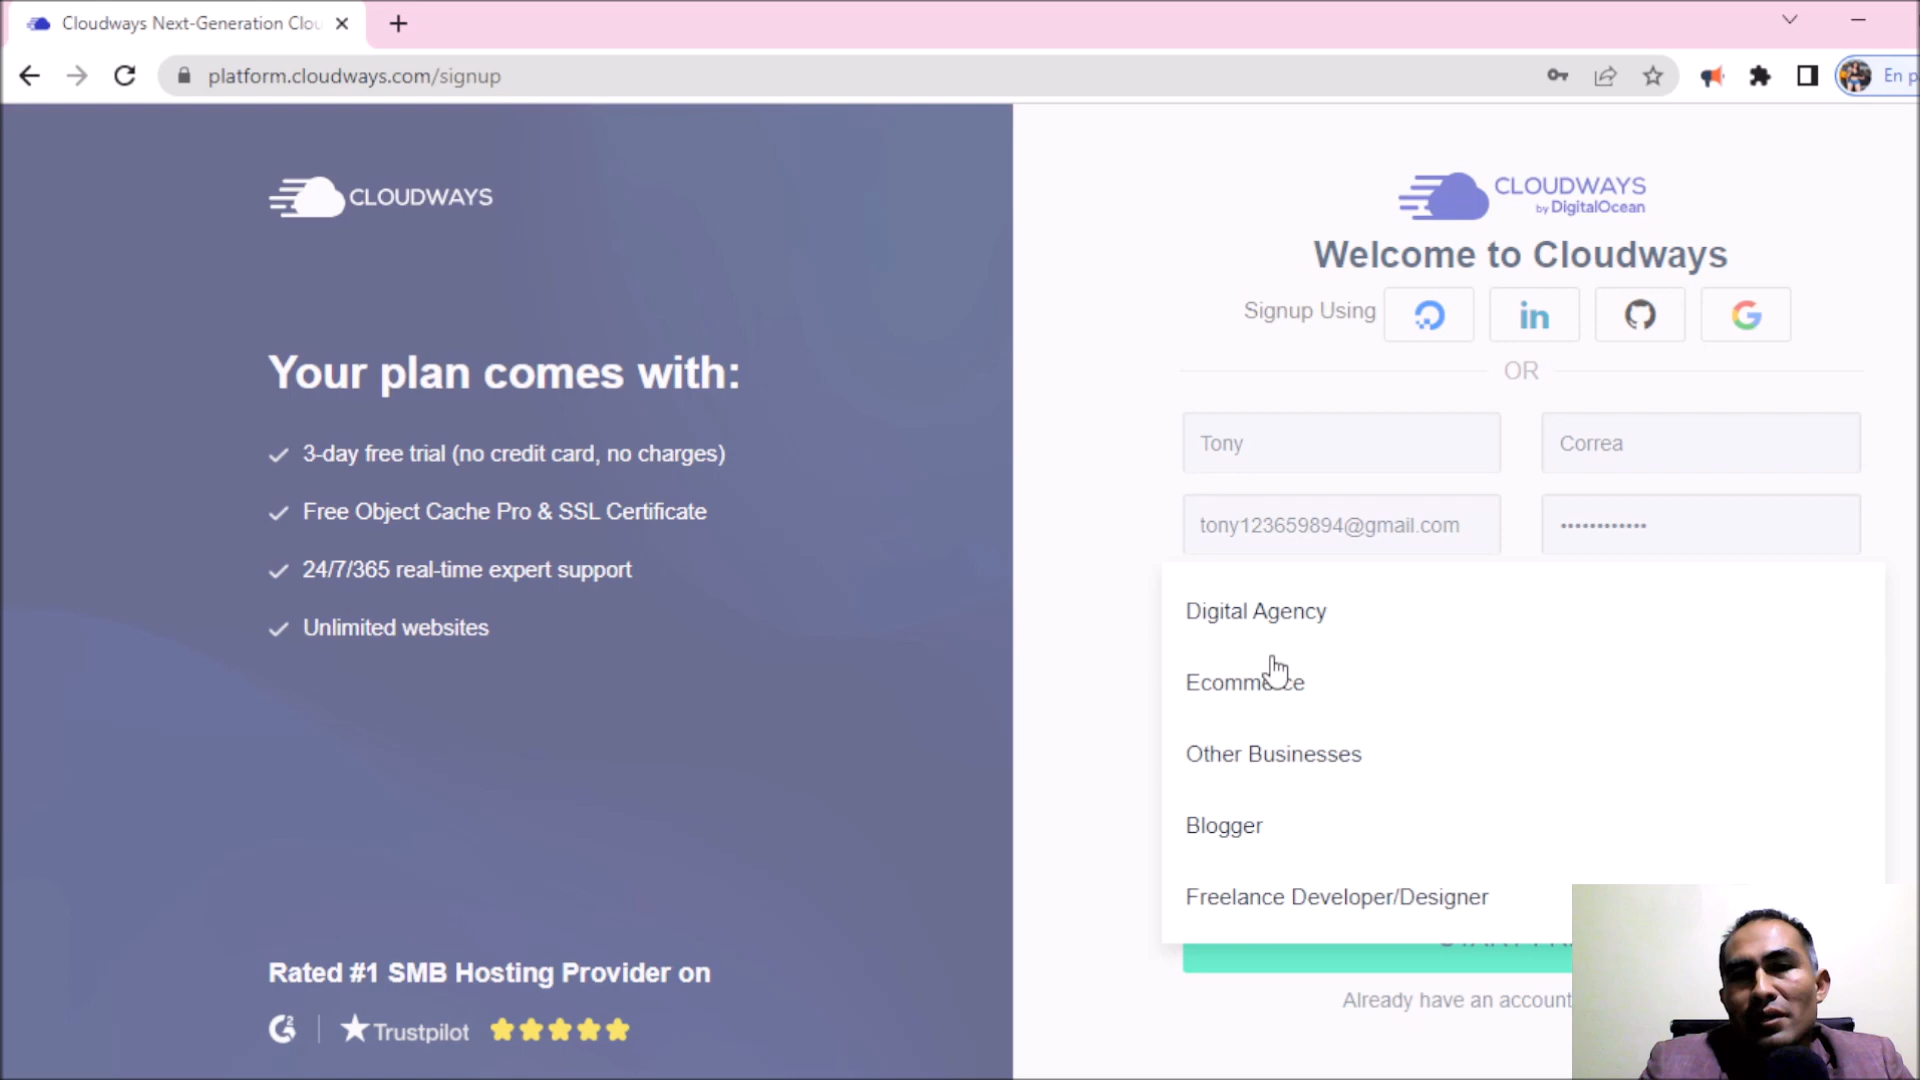 Cloudways Next-Generation Clou
platform.cloudways.com/signup
En p
CLOUDWAYS
Your plan comes with:
3-day free trial (no credit card, no charges)
Free Object Cache Pro & SSL Certificate
24/7/365 real-time expert support
Unlimited websites
Rated #1 SMB Hosting Provider on
Trustpilot
CLOUDWAYS
by DigitalOcean
Welcome to Cloudways
Signup Using
in
OR
Tony
Correa
tony123659894@gmail.com
Digital Agency
Ecommerce
Other Businesses
Blogger
Freelance Developer/Designer
Already have an account